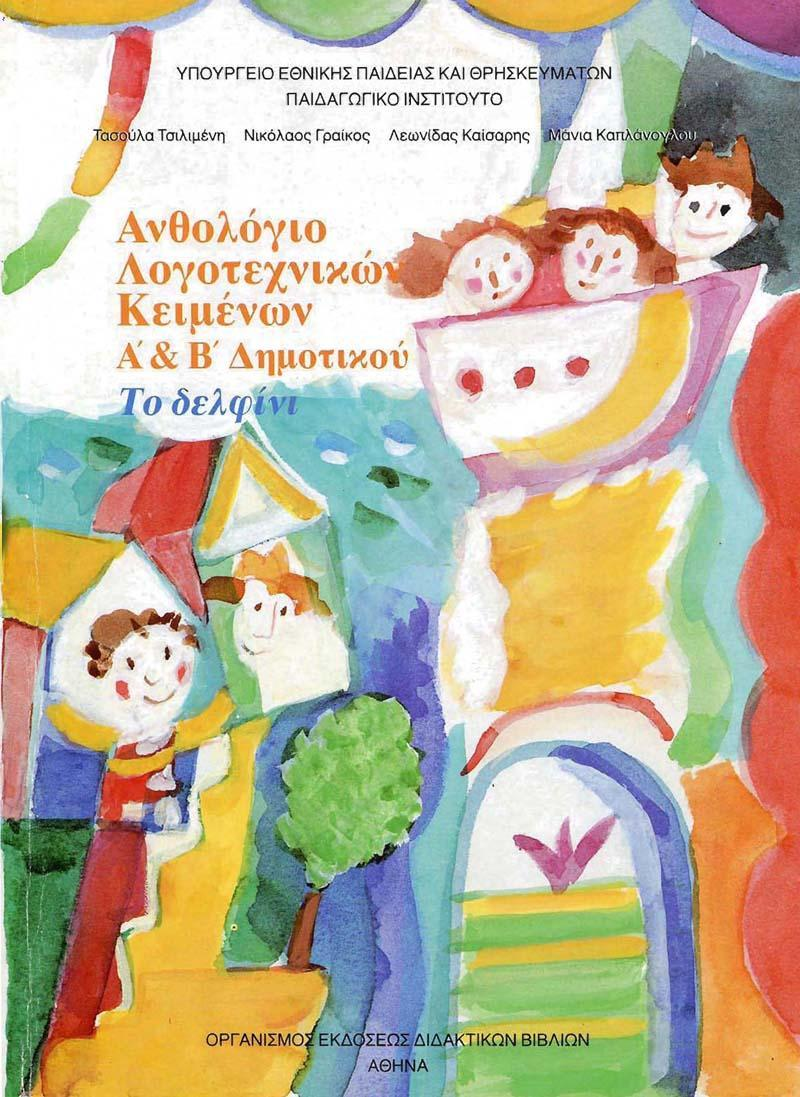 ΥΠΟΥΡΓΕΙΟ ΕΘΝΙΚΗΣ ΠΑΙΔΕΙΑΣ ΚΑΙ ΘΡΗΣΚΕΥΜΑΤΩΝ
ΠΑΙΔΑΓΩΓΙΚΟ ΙΝΣΤΙΤΟΥΤΟ
Τασούλα Τσιλιμένη Νικόλαος Γραίκος Λεωνίδας Καίσαρης Μάνια Καπλάνογλου
Ανθολόγιο
Λογοτεχνικών
Κειμένων
Α΄ & Β΄ Δημοτικού
Το δελφίνι
ΟΡΓΑΝΙΣΜΟΣ ΕΚΔΟΣΕΩΣ ΔΙΔΑΚΤΙΚΩΝ ΒΙΒΛΙΩΝ
ΑΘΗΝΑ